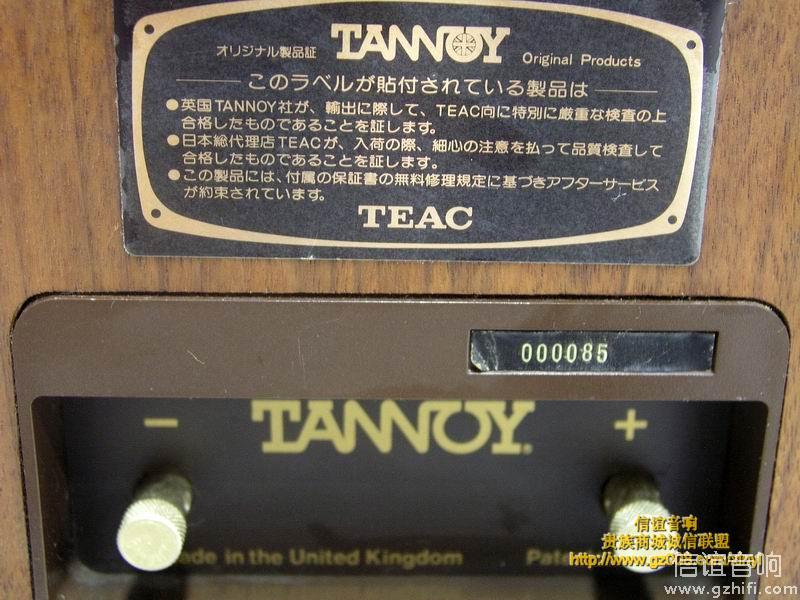 オリジナル製品証 TANNOY Original Products
このラベルが貼付されている製品は
●英国TANNOY社が、輸出に際して、TEAC向に特別に厳重な検査の上
合格したものであることを証します。
●日本総代理店TEACが、入荷の際、細心の注意を払って品質検査して
合格したものであることを証します。
●この製品には、付属の保証書の無料修理規定に基づきアフターサービス
が約束されています。
TEAC
000085
− TANNOY® +
信谊音响
贵族商城诚信联盟
ade in the United Kingdom Pate
信谊音响
www.gzhifi.com